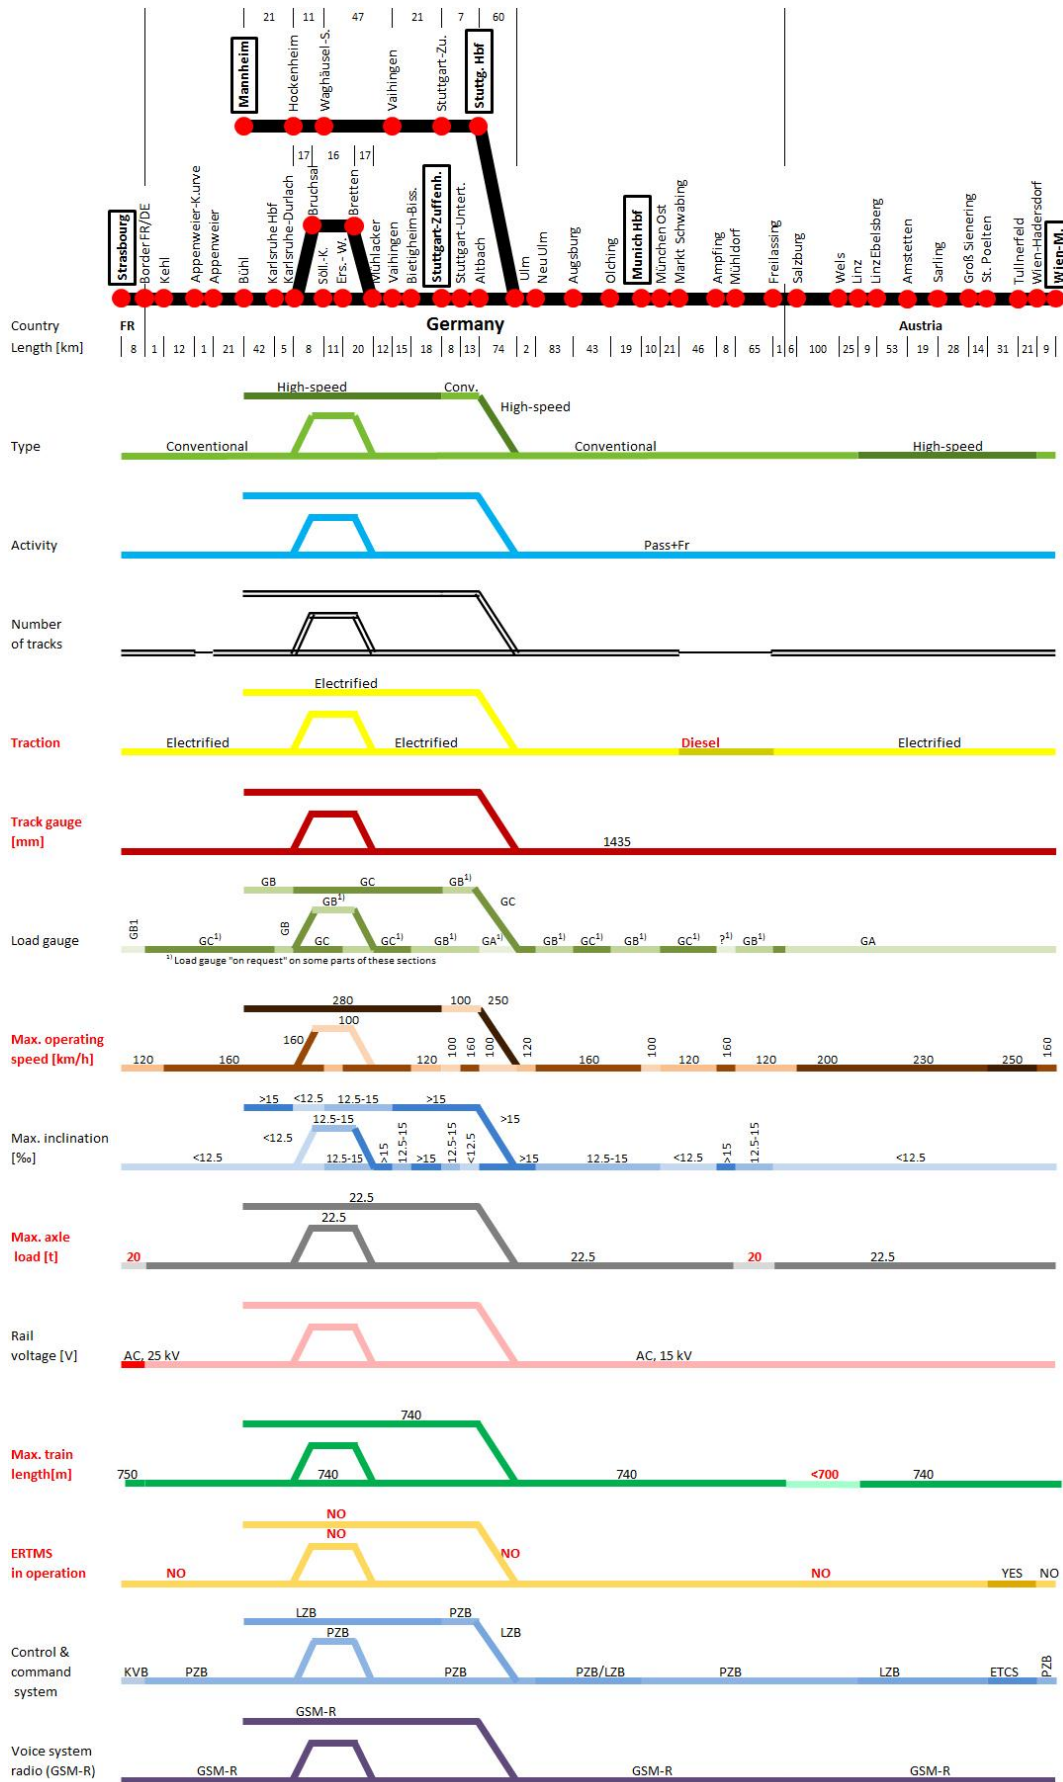 21 11 47 21 7 60
Mannheim
Hockenheim
Waghäusel-S.
Vaihingen
Stuttgart-Zu.
Stuttg. Hbf
17 16 17
Strasbourg
Border FR/DE
Kehl
Appenweier-Kurve
Appenweier
Bühl
Karlsruhe Hbf
Karlsruhe-Durlach
Bruchsal
Söll.-K.
Ers.- W.
Bretten
Mühlacker
Vaihingen
Bietigheim-Biss.
Stuttgart-Zuffenh.
Stuttgart-Untert.
Altbach
Ulm
Neu Ulm
Augsburg
Olching
Munich Hbf
München Ost
Markt Schwabing
Ampfing
Mühldorf
Freilassing
Salzburg
Wels
Linz
Linz Ebelsberg
Amstetten
Sarling
Groß Sienering
St. Poelten
Tullnerfeld
Wien-Hadersdorf
Wien-M.
Country FR Germany Austria
Length [km] 8 1 12 1 21 42 5 8 11 20 12 15 18 8 13 74 2 83 43 19 10 21 46 8 65 1 6 100 25 9 53 19 28 14 31 21 9
High-speed Conv.
High-speed
Type Conventional Conventional High-speed
Activity Pass+Fr
Number
of tracks
Electrified
Traction Electrified Electrified Diesel Electrified
Track gauge
[mm] 1435
GB GC GB1)
GB1) GC
Load gauge GB1 GC1) GB GC GC1) GB1) GA1) GB1) GC1) GB1) GC1) ?1) GB1) GA
1) Load gauge "on request" on some parts of these sections
280 100 250
100
Max. operating 160
speed [km/h] 120 160 120 100 160 100 120 160 100 120 160 120 200 230 250 160
>15 <12.5 12.5-15 >15
12.5-15 >15
Max. inclination <12.5
[‰] <12.5 12.5-15 >15 12.5-15 >15 12.5-15 <12.5 >15 12.5-15 <12.5 >15 12.5-15 <12.5
22.5
22.5
Max. axle
load [t] 20 22.5 20 22.5
Rail
voltage [V] AC, 25 kV AC, 15 kV
740
Max. train
length[m] 750 740 740 <700 740
NO
NO
ERTMS NO
in operation NO NO YES NO
LZB PZB
PZB LZB
Control &
command KVB PZB PZB PZB/LZB PZB LZB ETCS PZB
system
GSM-R
Voice system
radio (GSM-R) GSM-R GSM-R GSM-R